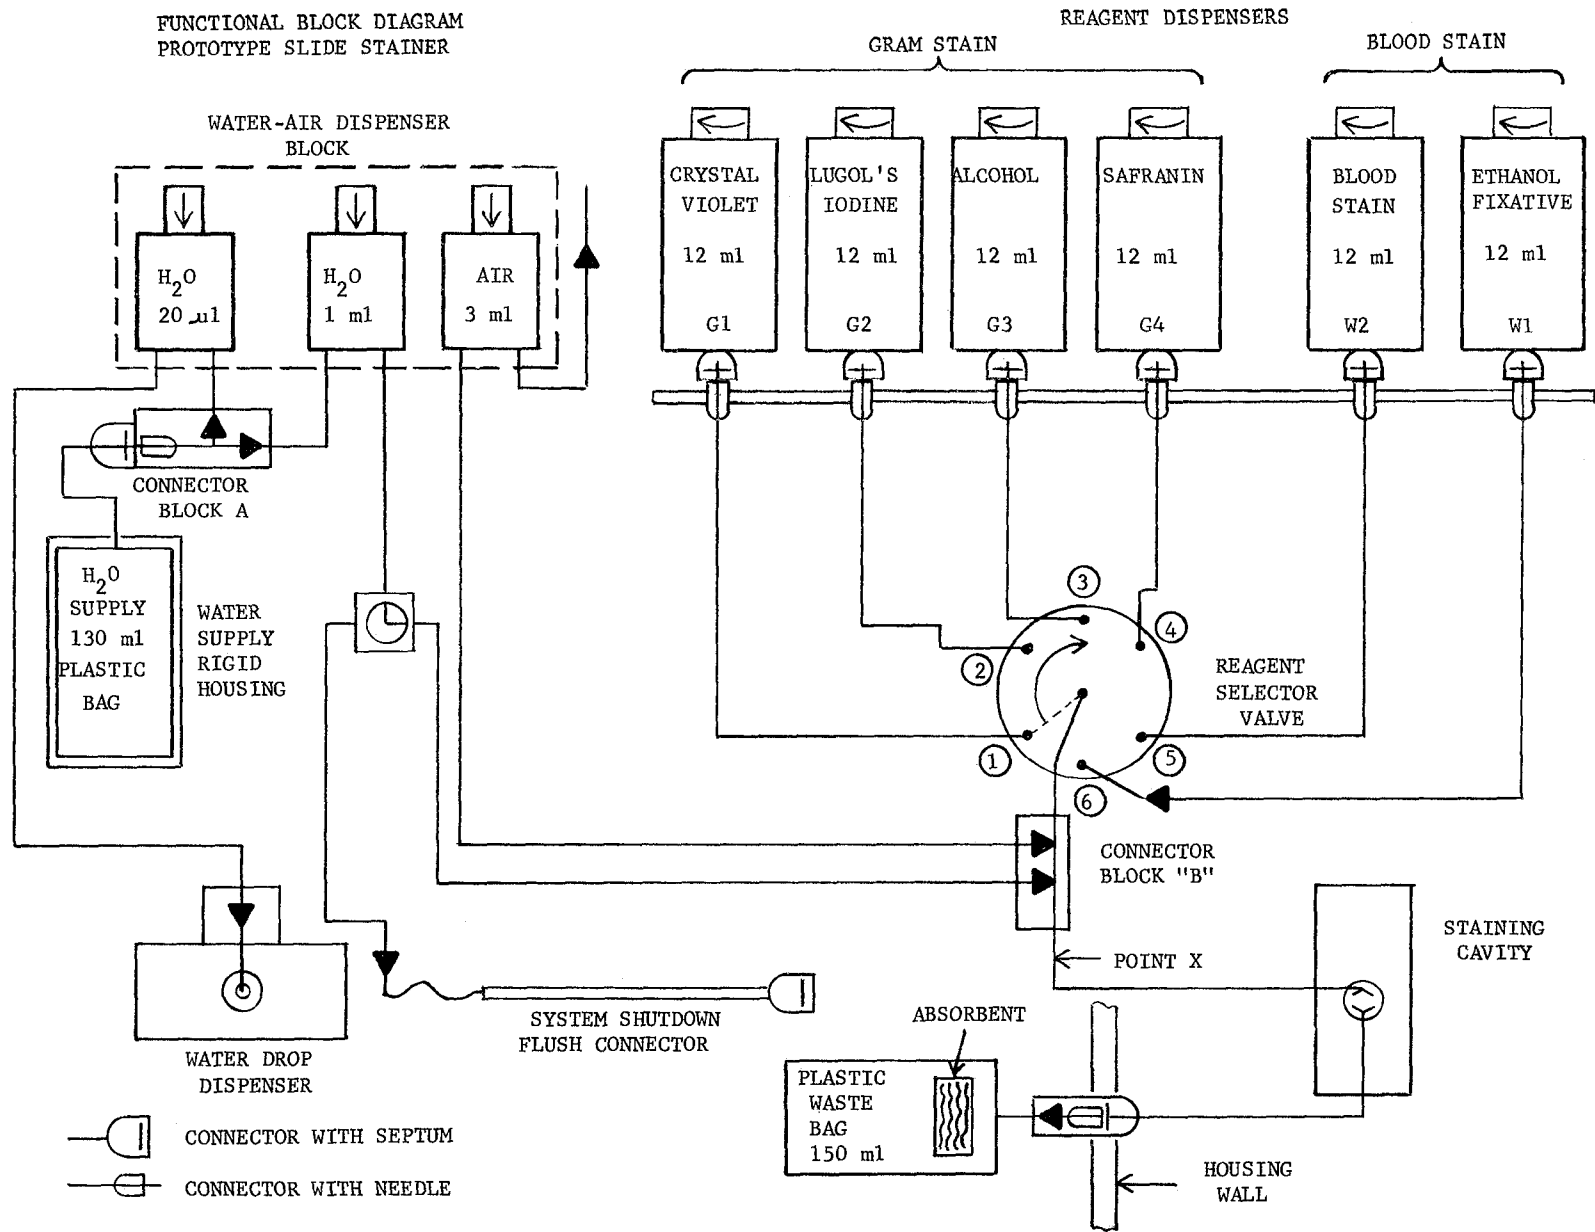 FUNCTIONAL BLOCK DIAGRAM
PROTOTYPE SLIDE STAINER
REAGENT DISPENSERS
GRAM STAIN
BLOOD STAIN
WATER-AIR DISPENSER
BLOCK
H2O
20 μl
H2O
1 ml
AIR
3 ml
CRYSTAL
VIOLET
12 ml
G1
LUGOL'S
IODINE
12 ml
G2
ALCOHOL
12 ml
G3
SAFRANIN
12 ml
G4
BLOOD
STAIN
12 ml
W2
ETHANOL
FIXATIVE
12 ml
W1
CONNECTOR
BLOCK A
H2O
SUPPLY
130 ml
PLASTIC
BAG
WATER
SUPPLY
RIGID
HOUSING
3
4
2
1
5
6
REAGENT
SELECTOR
VALVE
CONNECTOR
BLOCK "B"
POINT X
STAINING
CAVITY
SYSTEM SHUTDOWN
FLUSH CONNECTOR
WATER DROP
DISPENSER
ABSORBENT
PLASTIC
WASTE
BAG
150 ml
HOUSING
WALL
CONNECTOR WITH SEPTUM
CONNECTOR WITH NEEDLE